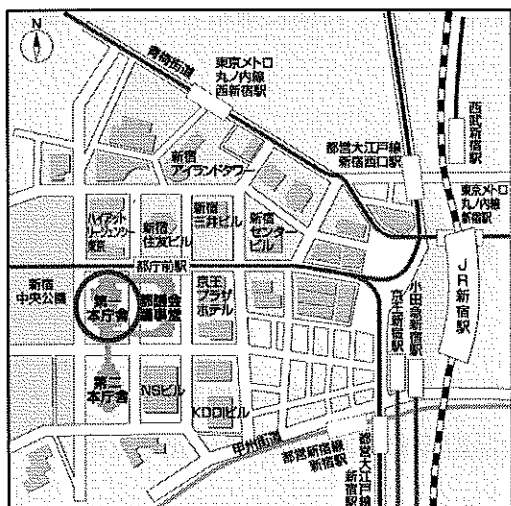 N
青梅街道
東京メトロ
丸ノ内線
西新宿駅
西武新宿駅
都営大江戸線
新宿西口駅
新宿
アイランドタワー
東京メトロ
丸ノ内線
新宿駅
ハイアット
リージェンシー
東京
新宿
住友ビル
新宿
三井ビル
新宿
センター
ビル
都庁前駅
JR新宿駅
新宿
中央公園
第一
本庁舎
都議会
議事堂
京王
プラザ
ホテル
小田急新宿駅
京王新宿駅
第二
本庁舎
NSビル
KDDIビル
甲州街道
都営新宿線
新宿駅
都営大江戸線
新宿駅